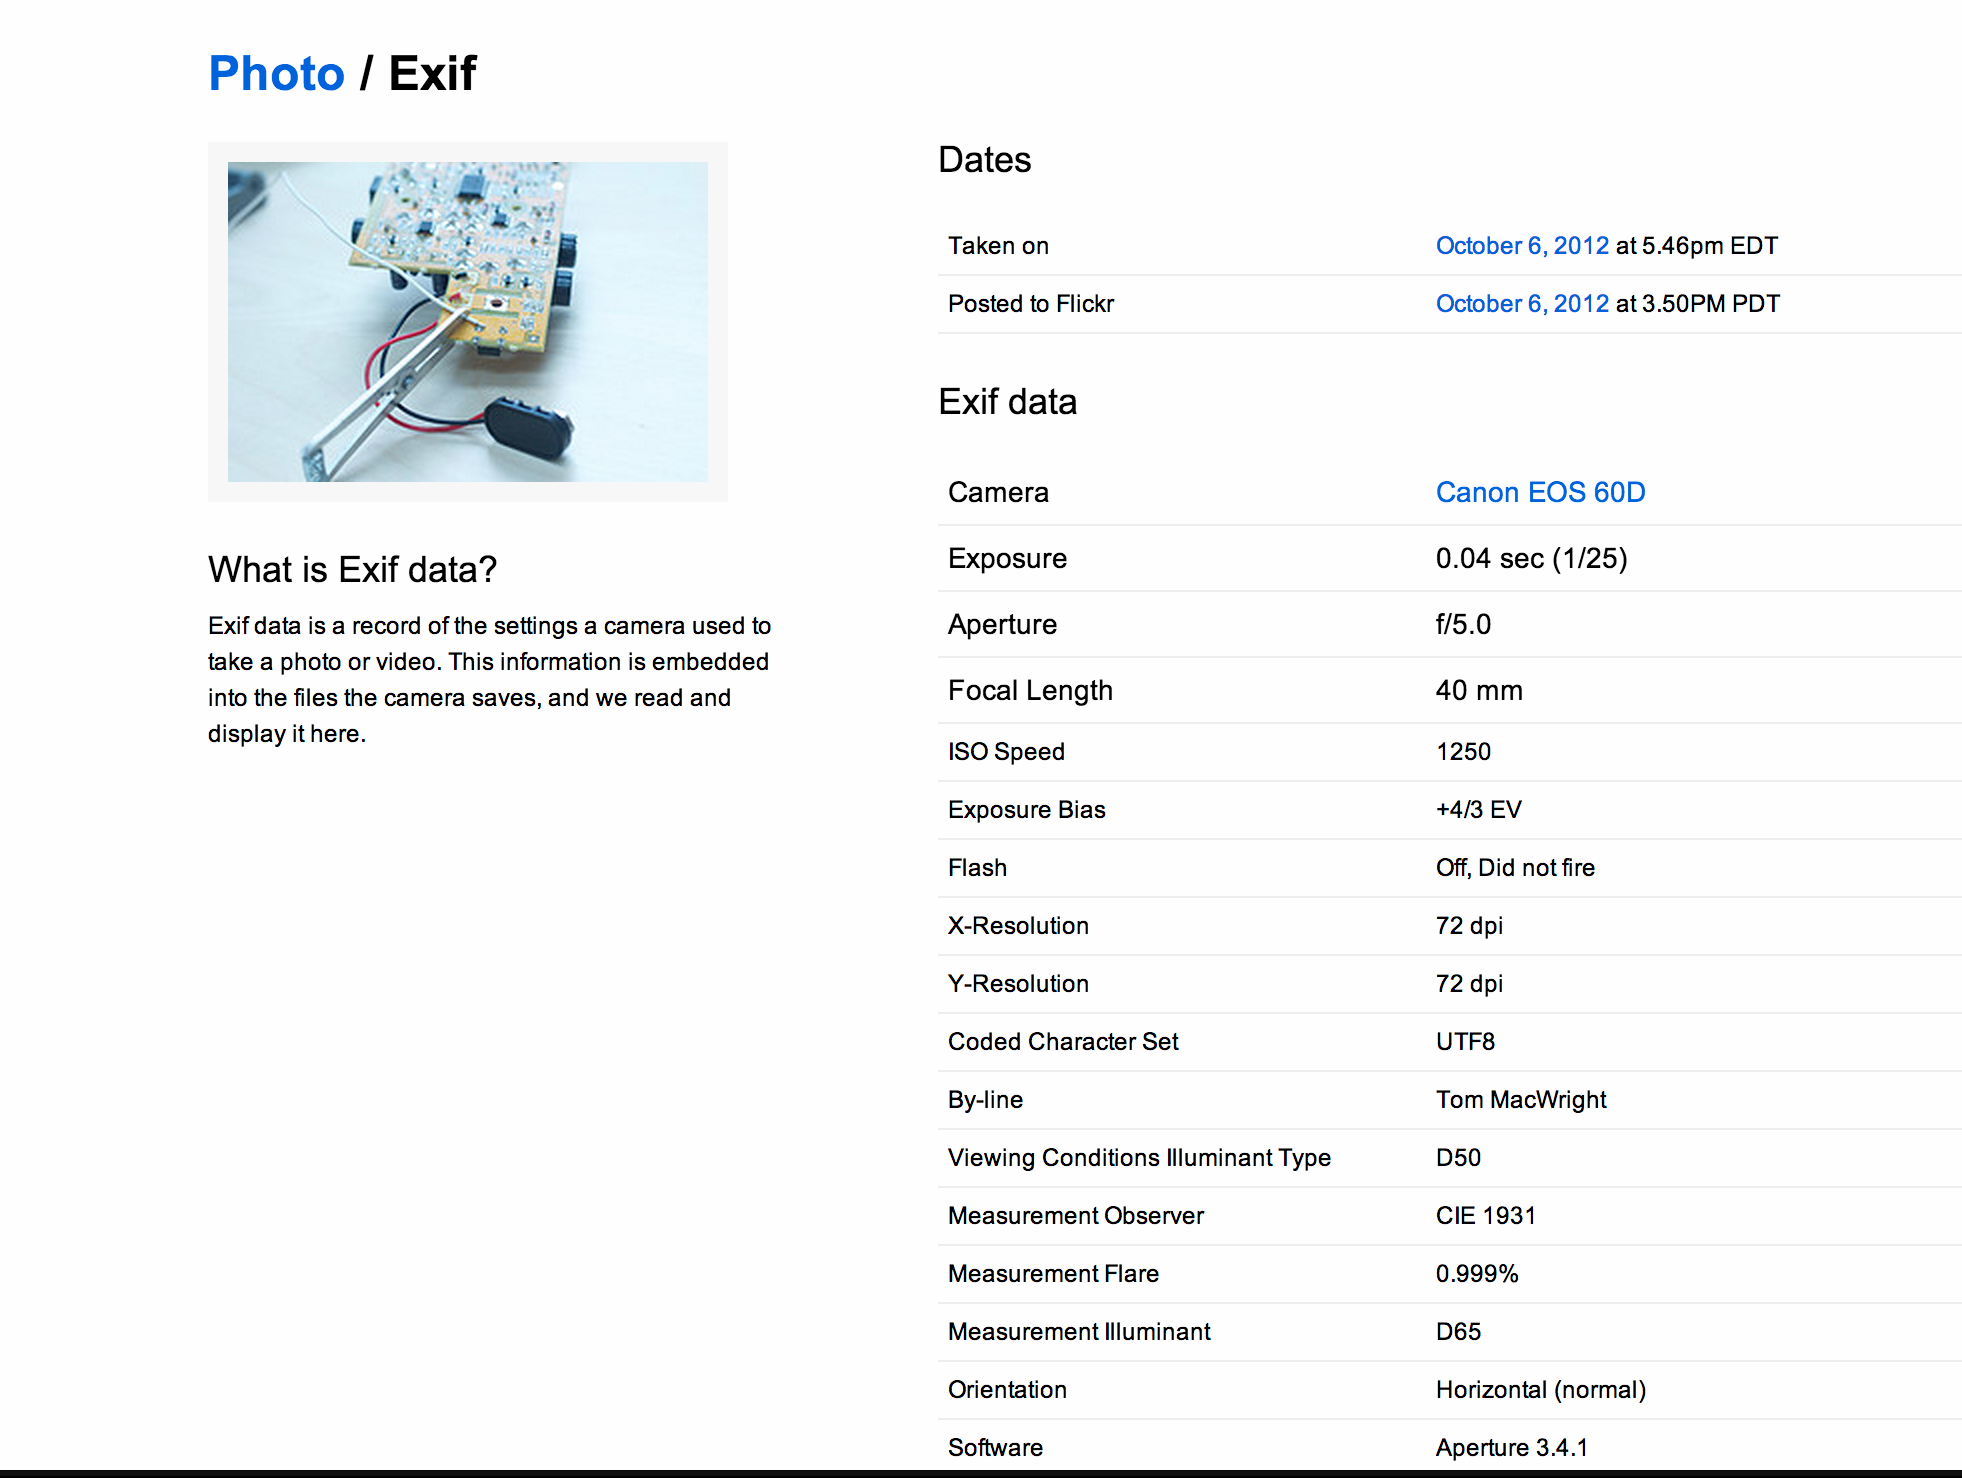 Photo / Exif
What is Exif data?
Exif data is a record of the settings a camera used to
take a photo or video. This information is embedded
into the files the camera saves, and we read and
display it here.
Dates
Taken on October 6, 2012 at 5.46pm EDT
Posted to Flickr October 6, 2012 at 3.50PM PDT
Exif data
Camera Canon EOS 60D
Exposure 0.04 sec (1/25)
Aperture f/5.0
Focal Length 40 mm
ISO Speed 1250
Exposure Bias +4/3 EV
Flash Off, Did not fire
X-Resolution 72 dpi
Y-Resolution 72 dpi
Coded Character Set UTF8
By-line Tom MacWright
Viewing Conditions Illuminant Type D50
Measurement Observer CIE 1931
Measurement Flare 0.999%
Measurement Illuminant D65
Orientation Horizontal (normal)
Software Aperture 3.4.1